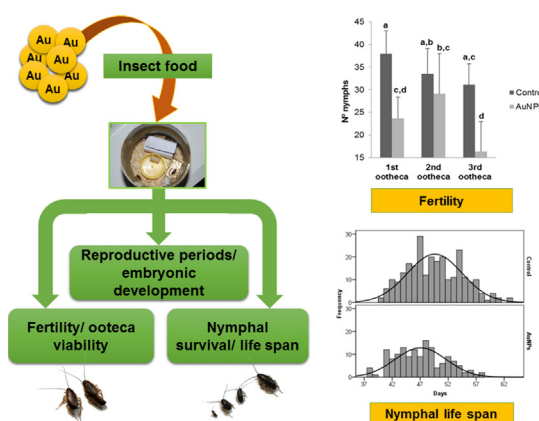 Au
Au
Au
Au
Au
Au
Au
Insect food
Reproductive periods/
embryonic
development
Fertility/ ooteca
viability
Nymphal
survival/ life span
45
40
35
30
25
20
15
Nº nymphs
a
c,d
a,b
b,c
a,c
d
1st
ootheca
2nd
ootheca
3rd
ootheca
Control
AuNPs
Fertility
30
20
10
0
Control
Frequency
30
20
10
0
AuNPs
37
42
47
52
57
62
Days
Nymphal life span